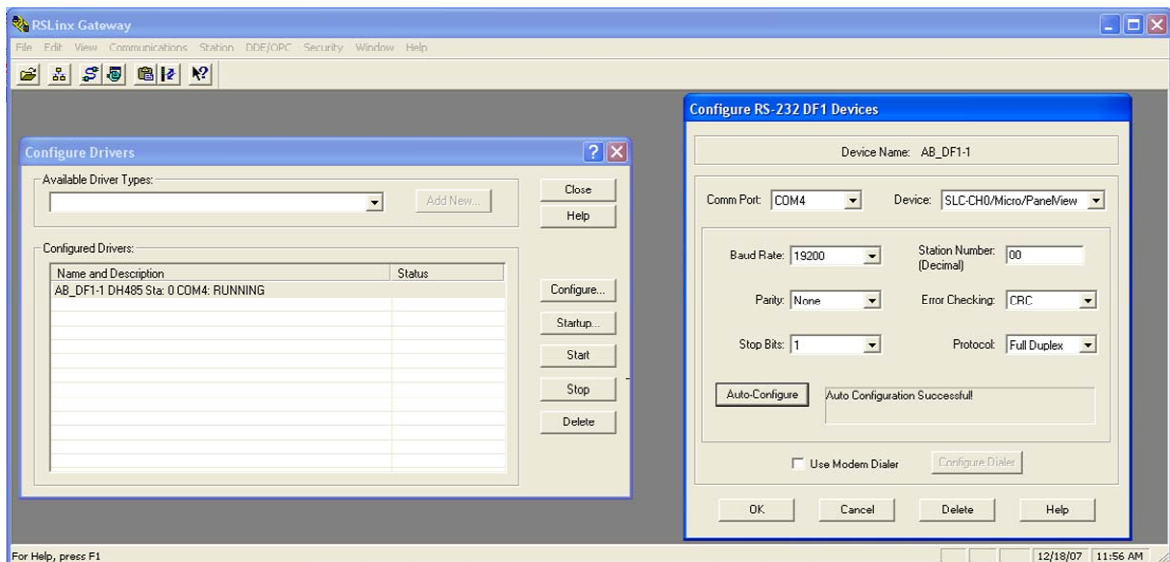 RSLinx Gateway
File Edit View Communications Station DDE/OPC Security Window Help
Configure Drivers
Available Driver Types:
Add New...
Close
Help
Configured Drivers:
Name and Description Status
AB_DF1-1 DH485 Sta: 0 COM4: RUNNING
Configure...
Startup...
Start
Stop
Delete
Configure RS-232 DF1 Devices
Device Name: AB_DF1-1
Comm Port: COM4 Device: SLC-CH0/Micro/PanelView
Baud Rate: 19200 Station Number: 00
(Decimal)
Parity: None Error Checking: CRC
Stop Bits: 1 Protocol: Full Duplex
Auto-Configure Auto Configuration Successful!
Use Modem Dialer Configure Dialer
OK Cancel Delete Help
For Help, press F1 12/18/07 11:56 AM